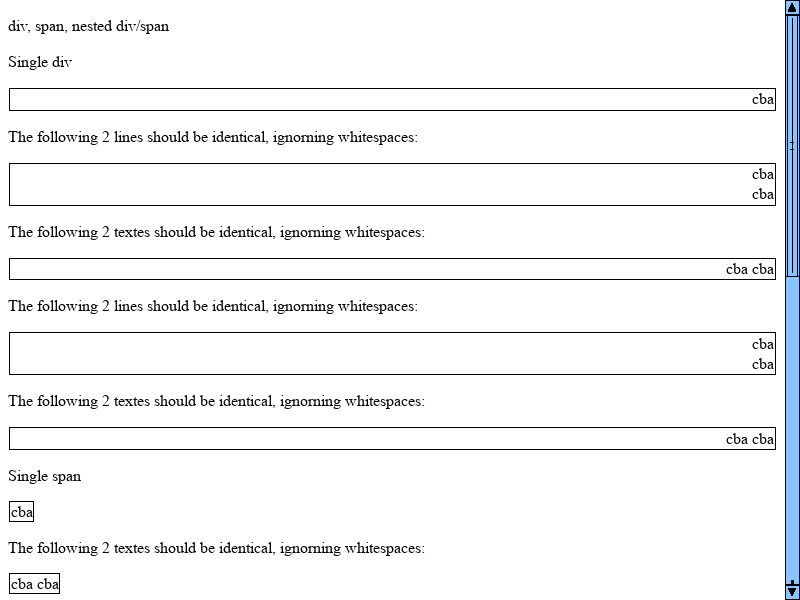 div, span, nested div/span
Single div
cba
The following 2 lines should be identical, ignorning whitespaces:
cba
cba
The following 2 textes should be identical, ignorning whitespaces:
cba cba
The following 2 lines should be identical, ignorning whitespaces:
cba
cba
The following 2 textes should be identical, ignorning whitespaces:
cba cba
Single span
cba
The following 2 textes should be identical, ignorning whitespaces:
cba cba